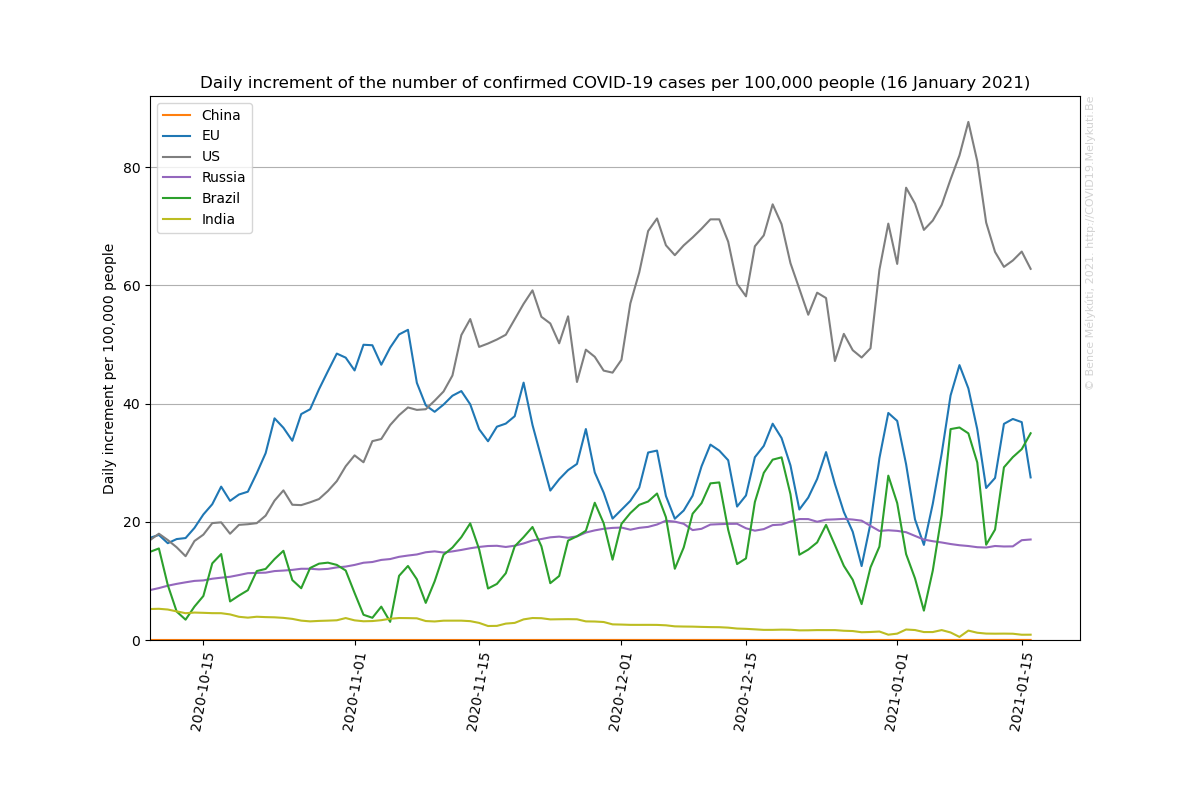 Daily increment of the number of confirmed COVID-19 cases per 100,000 people (16 January 2021)
China
EU
US
Russia
Brazil
India
Daily increment per 100,000 people
80
60
40
20
0
2020-10-15
2020-11-01
2020-11-15
2020-12-01
2020-12-15
2021-01-01
2021-01-15
© Bence Mélykúti, 2021 http://COVID19.Melykuti.Be